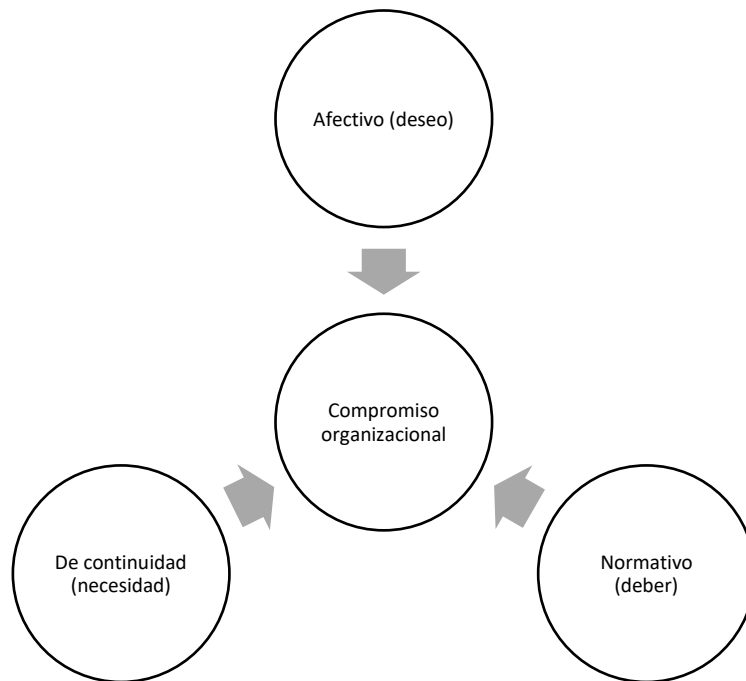 Afectivo (deseo)
Compromiso
organizacional
De continuidad
(necesidad)
Normativo
(deber)